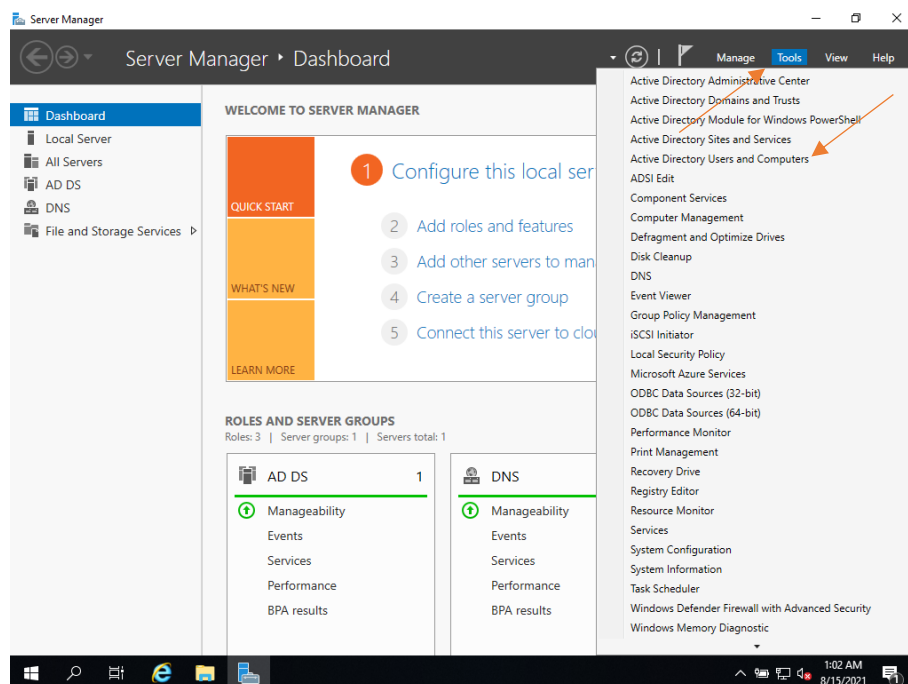 Server Manager
Server Manager ‣ Dashboard
Manage Tools View Help
Dashboard
Local Server
All Servers
AD DS
DNS
File and Storage Services
WELCOME TO SERVER MANAGER
QUICK START
WHAT'S NEW
LEARN MORE
1 Configure this local ser
2 Add roles and features
3 Add other servers to man
4 Create a server group
5 Connect this server to clou
ROLES AND SERVER GROUPS
Roles: 3 | Server groups: 1 | Servers total: 1
AD DS 1
Manageability
Events
Services
Performance
BPA results
DNS
Manageability
Events
Services
Performance
BPA results
Active Directory Administrative Center
Active Directory Domains and Trusts
Active Directory Module for Windows PowerShell
Active Directory Sites and Services
Active Directory Users and Computers
ADSI Edit
Component Services
Computer Management
Defragment and Optimize Drives
Disk Cleanup
DNS
Event Viewer
Group Policy Management
iSCSI Initiator
Local Security Policy
Microsoft Azure Services
ODBC Data Sources (32-bit)
ODBC Data Sources (64-bit)
Performance Monitor
Print Management
Recovery Drive
Registry Editor
Resource Monitor
Services
System Configuration
System Information
Task Scheduler
Windows Defender Firewall with Advanced Security
Windows Memory Diagnostic
1:02 AM
8/15/2021
1